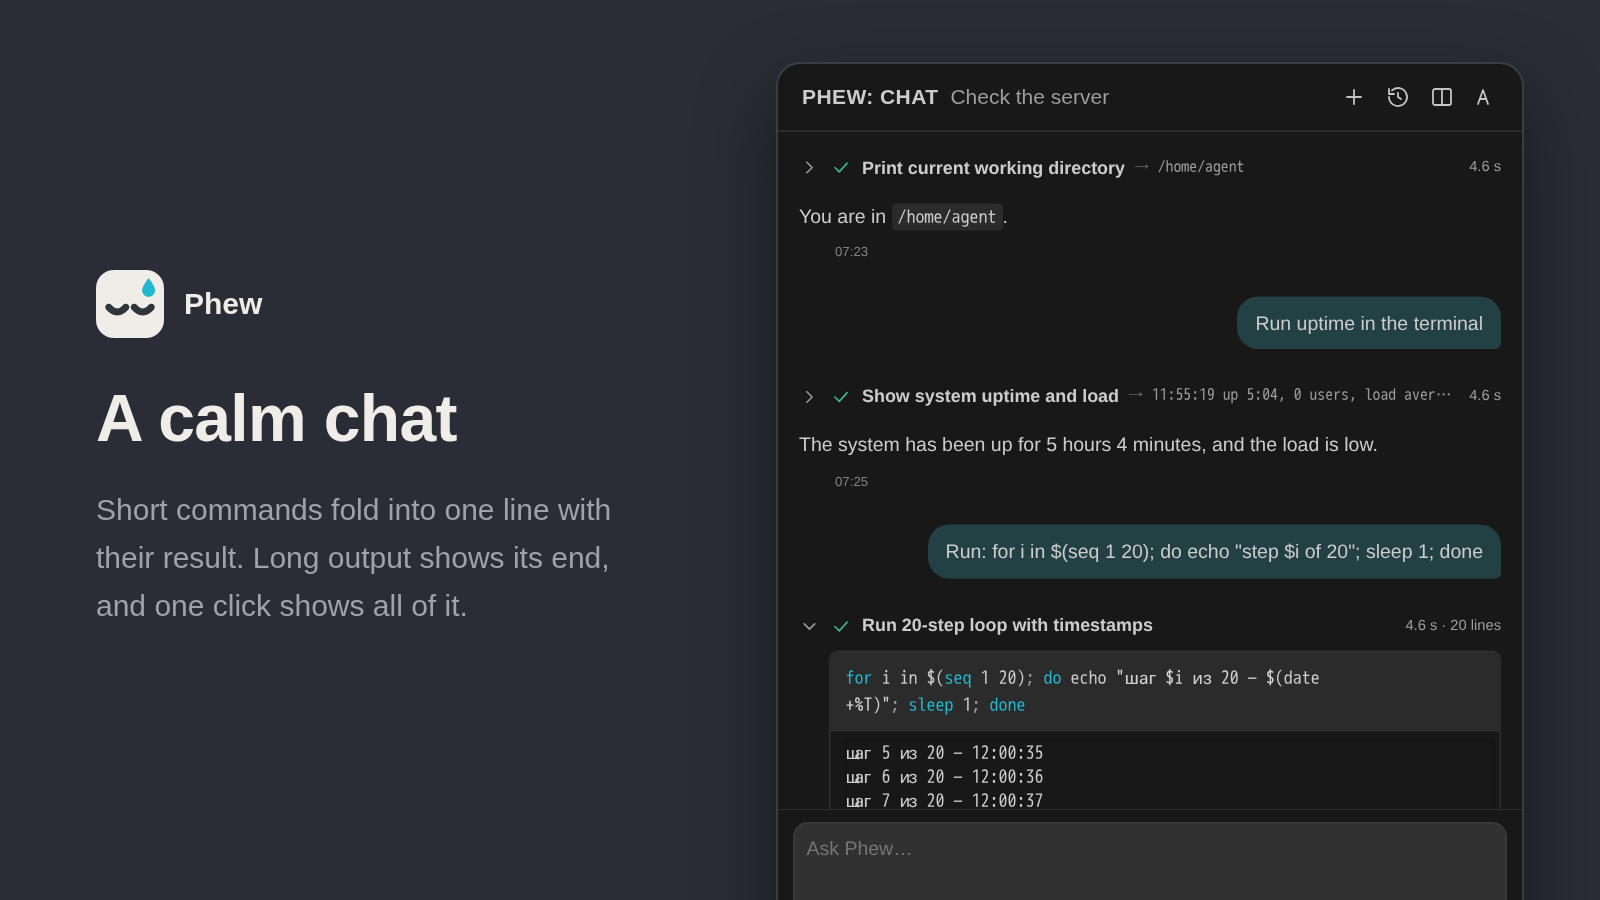 Phew
A calm chat
Short commands fold into one line with
their result. Long output shows its end,
and one click shows all of it.
PHEW: CHAT Check the server
Print current working directory → /home/agent 4.6 s
You are in /home/agent.
07:23
Run uptime in the terminal
Show system uptime and load → 11:55:19 up 5:04, 0 users, load aver… 4.6 s
The system has been up for 5 hours 4 minutes, and the load is low.
07:25
Run: for i in $(seq 1 20); do echo "step $i of 20"; sleep 1; done
Run 20-step loop with timestamps 4.6 s · 20 lines
for i in $(seq 1 20); do echo "шаг $i из 20 — $(date
+%T)"; sleep 1; done
шаг 5 из 20 — 12:00:35
шаг 6 из 20 — 12:00:36
шаг 7 из 20 — 12:00:37
Ask Phew…